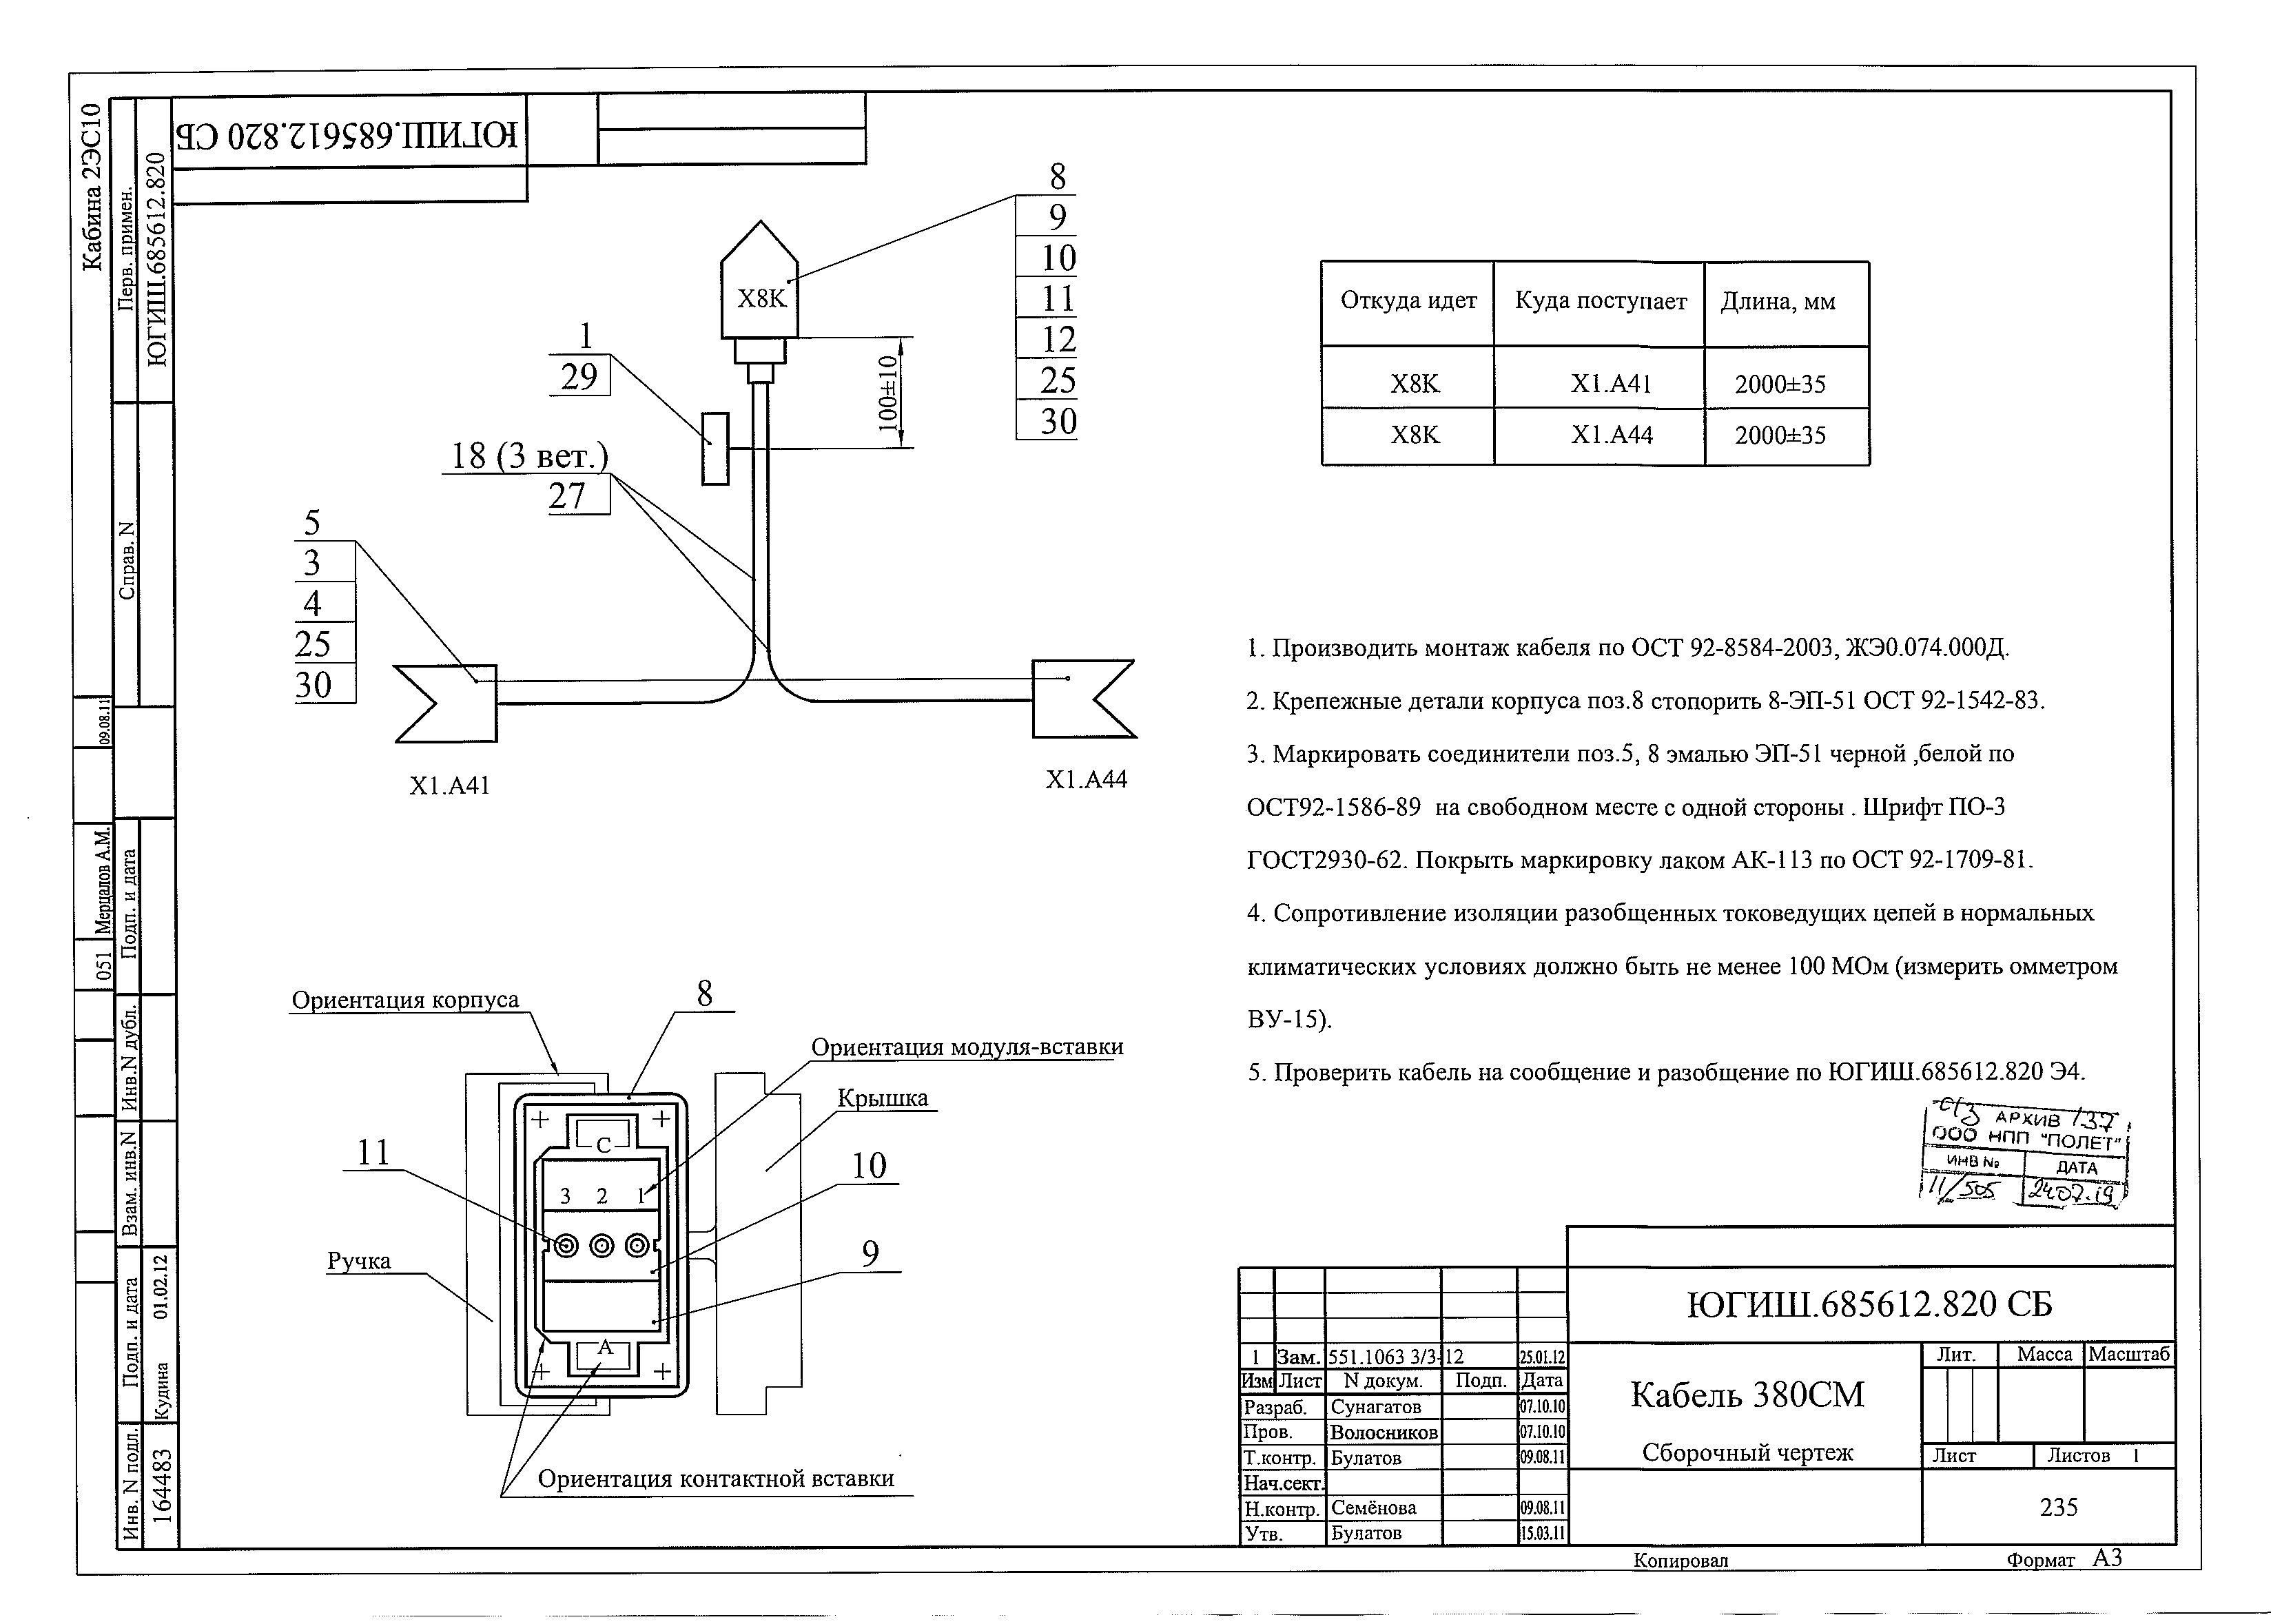 Кабина 2ЭС10
Перв. примен.
ЮГИШ.685612.820
Справ. N
ЮГИШ.685612.820 СБ
8
9
10
11
12
25
30
X8K
1
29
100±10
18 (3 вет.)
27
5
3
4
25
30
X1.A41
X1.A44
Откуда идет Куда поступает Длина, мм
X8K X1.A41 2000±35
X8K X1.A44 2000±35
1. Производить монтаж кабеля по ОСТ 92-8584-2003, ЖЭ0.074.000Д.
2. Крепежные детали корпуса поз.8 стопорить 8-ЭП-51 ОСТ 92-1542-83.
3. Маркировать соединители поз.5, 8 эмалью ЭП-51 черной ,белой по
ОСТ92-1586-89 на свободном месте с одной стороны . Шрифт ПО-3
ГОСТ2930-62. Покрыть маркировку лаком АК-113 по ОСТ 92-1709-81.
4. Сопротивление изоляции разобщенных токоведущих цепей в нормальных
климатических условиях должно быть не менее 100 МОм (измерить омметром
ВУ-15).
5. Проверить кабель на сообщение и разобщение по ЮГИШ.685612.820 Э4.
Ориентация корпуса
8
Ориентация модуля-вставки
Крышка
C
11
10
3 2 1
9
Ручка
A
Ориентация контактной вставки
АРХИВ 137
ООО НПП "ПОЛЕТ"
ИНВ № ДАТА
11/505 24.07.19
09.08.11
Мерцалов А.М.
051
Подп. и дата
Инв.N дубл.
Взам. инв.N
Подп. и дата
Кудина 01.02.12
Инв. N подл.
164483
ЮГИШ.685612.820 СБ
1 Зам. 551.1063 3/3-12 25.01.12
Изм Лист N докум. Подп. Дата
Разраб. Сунагатов 07.10.10
Пров. Волосников 07.10.10
Т.контр. Булатов 09.08.11
Нач.сект.
Н.контр. Семёнова 09.08.11
Утв. Булатов 15.03.11
Кабель 380СМ
Сборочный чертеж
Лит. Масса Масштаб
Лист Листов 1
235
Копировал Формат А3